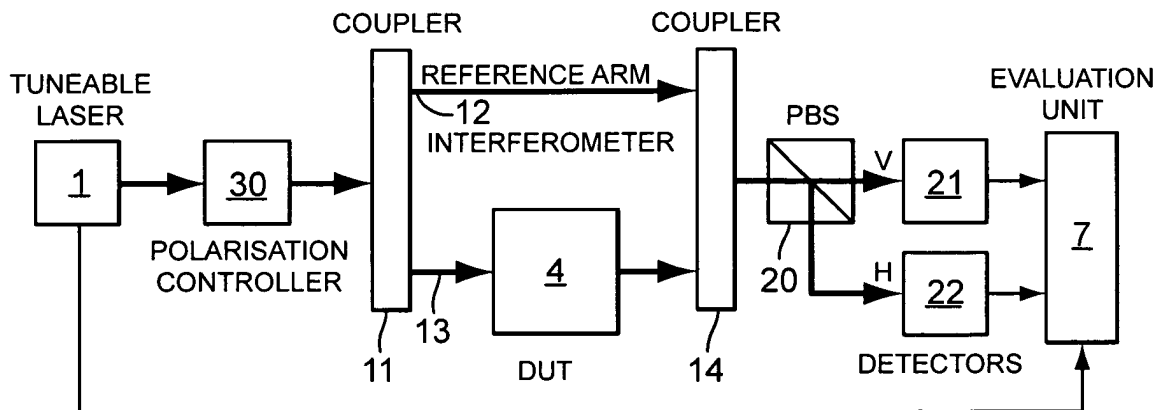 COUPLER
COUPLER
TUNEABLE
LASER
REFERENCE ARM
12
INTERFEROMETER
EVALUATION
UNIT
PBS
1
30
V
21
7
POLARISATION
CONTROLLER
4
20
H
22
13
11
DUT
14
DETECTORS